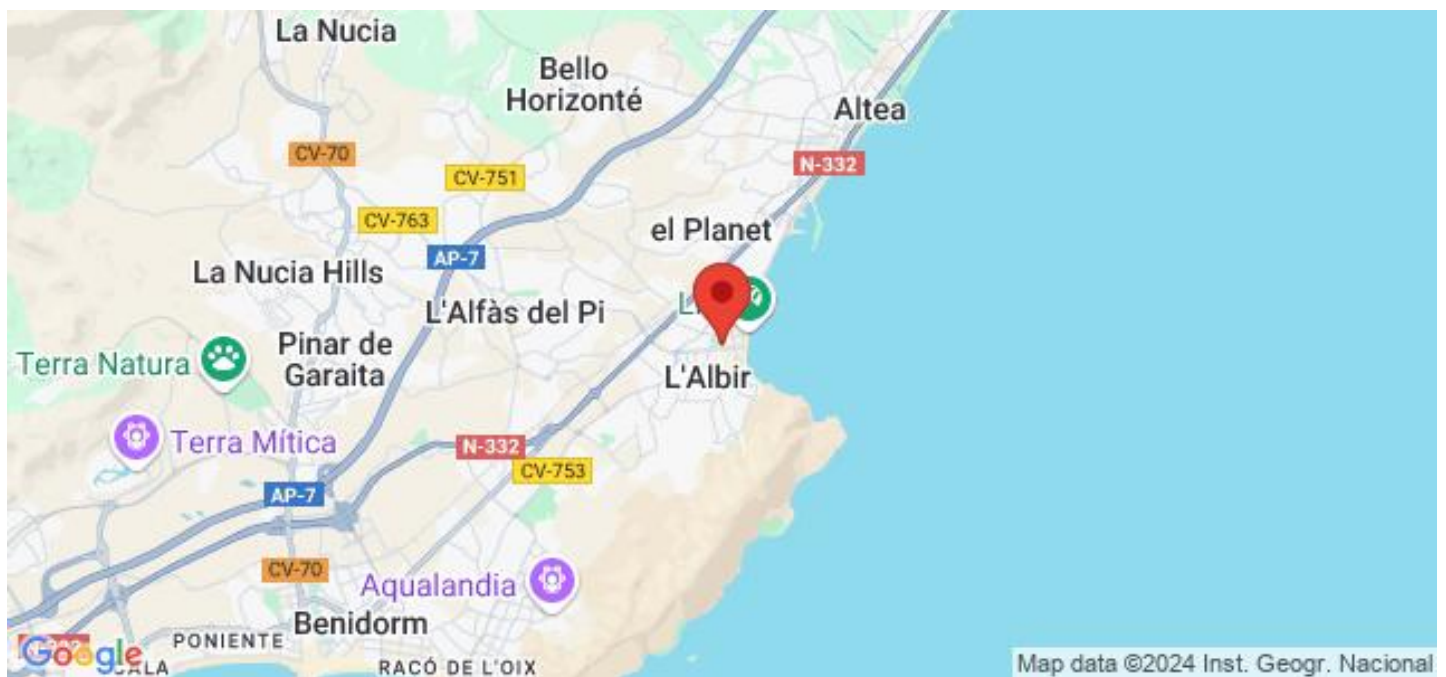 La Nucia
Bello
Horizonté
Altea
CV-70
N-332
CV-751
CV-763
el Planet
AP-7
La Nucia Hills
L'Alfàs del Pi
Terra Natura
Pinar de
Garaita
L'Albir
Terra Mítica
N-332
CV-753
AP-7
CV-70
Aqualandia
Benidorm
PONIENTE
Google
RACÓ DE L'OIX
Map data ©2024 Inst. Geogr. Nacional